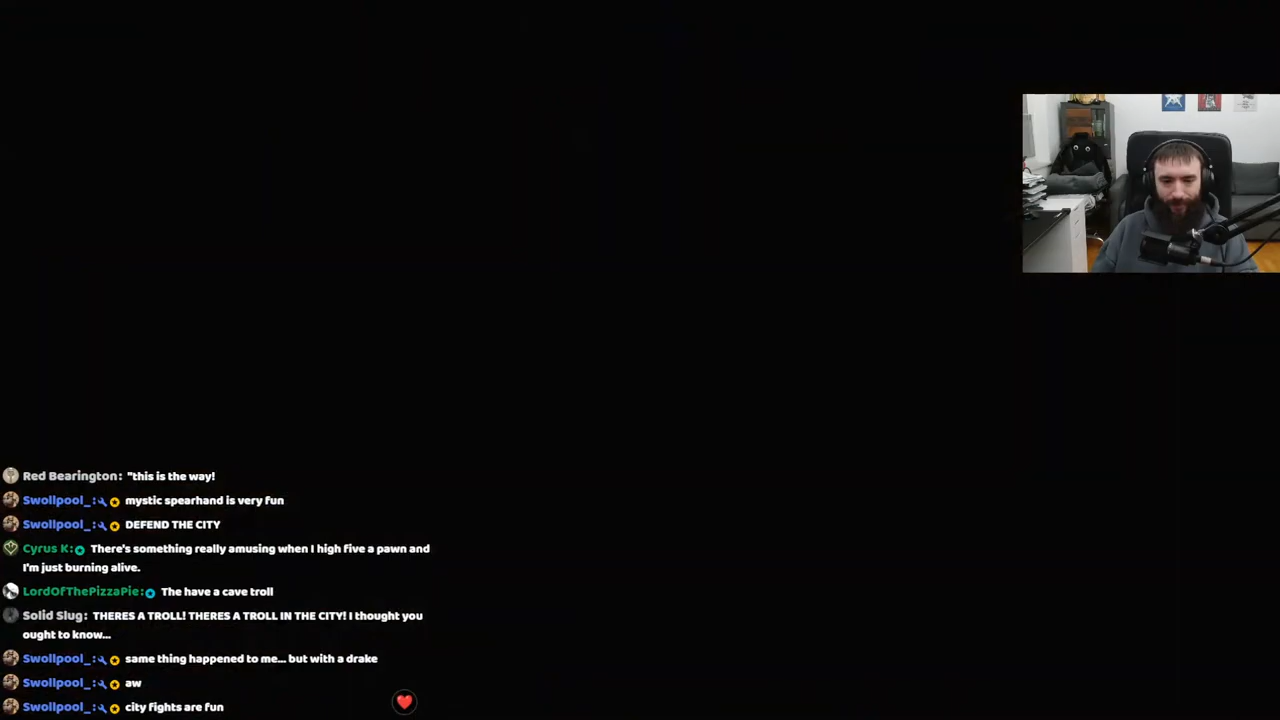 Red Bearington: "this is the way!
Swollpool_: mystic spearhand is very fun
Swollpool_: DEFEND THE CITY
Cyrus K: There's something really amusing when I high five a pawn and
I'm just burning alive.
LordOfThePizzaPie: The have a cave troll
Solid Slug: THERES A TROLL! THERES A TROLL IN THE CITY! I thought you
ought to know...
Swollpool_: same thing happened to me... but with a drake
Swollpool_: aw
Swollpool_: city fights are fun